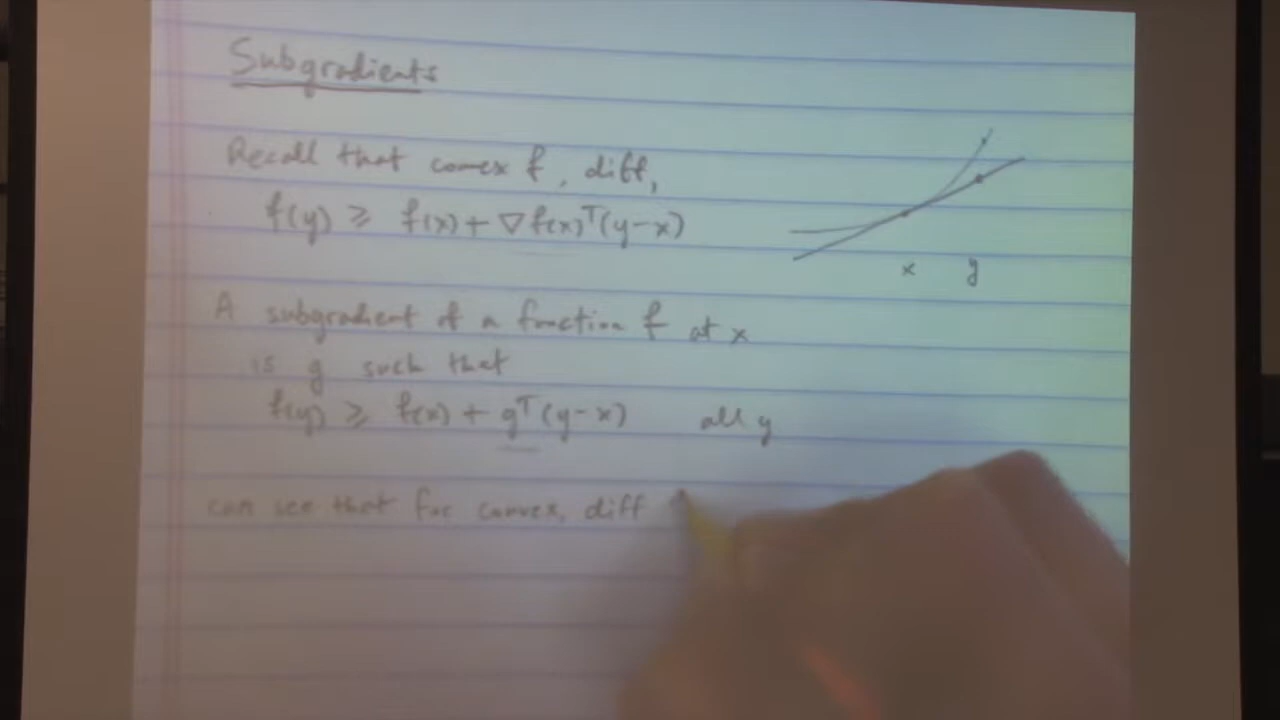 Subgradients
Recall that convex f, diff,
f(y) ≥ f(x) + ∇f(x)ᵀ(y-x)
x y
A subgradient of a function f at x
is g such that
f(y) ≥ f(x) + gᵀ(y-x) all y
can see that for convex, diff